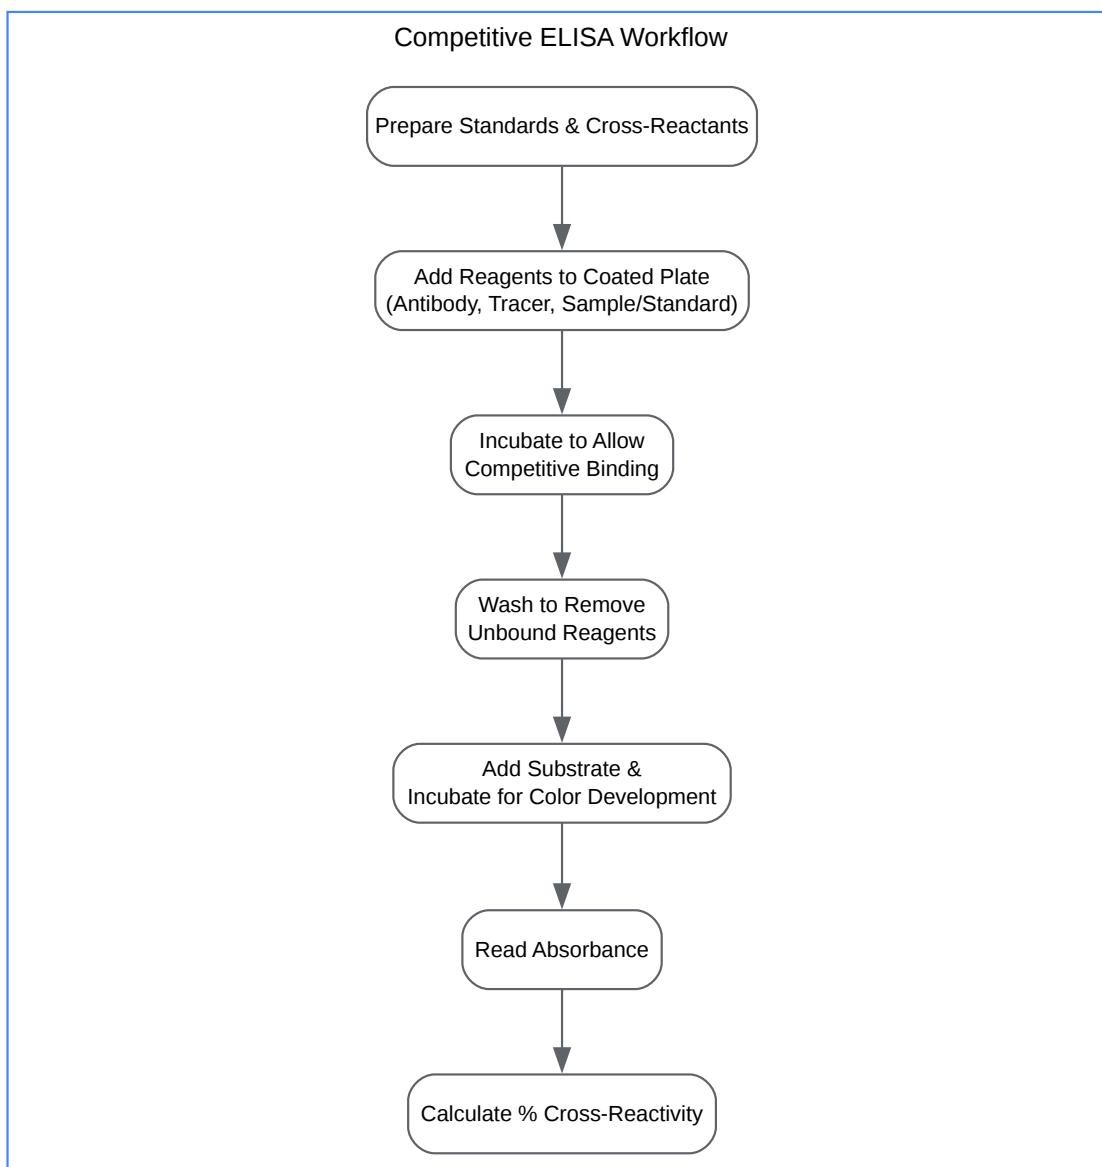 Competitive ELISA Workflow
Prepare Standards & Cross-Reactants
Add Reagents to Coated Plate
(Antibody, Tracer, Sample/Standard)
Incubate to Allow
Competitive Binding
Wash to Remove
Unbound Reagents
Add Substrate &
Incubate for Color Development
Read Absorbance
Calculate % Cross-Reactivity